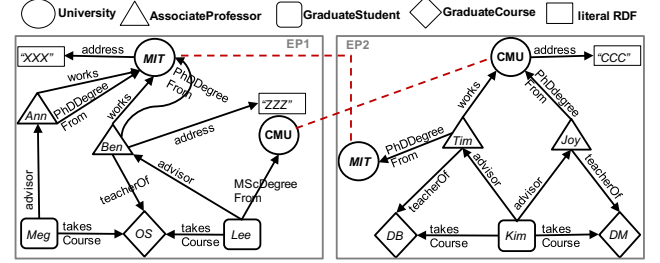 University
AssociateProfessor
GraduateStudent
GraduateCourse
literal RDF
EP1
EP2
"XXX"
address
MIT
works
PhDDegree
From
Ann
works
PhDDegree
From
"ZZZ"
address
CMU
Ben
advisor
advisor
teacherOf
MScDegree
From
Meg
takes
Course
OS
takes
Course
Lee
CMU
address
"CCC"
works
PhDDegree
From
MIT
PhDDegree
From
Tim
Joy
teacherOf
advisor
advisor
teacherOf
DB
takes
Course
Kim
takes
Course
DM